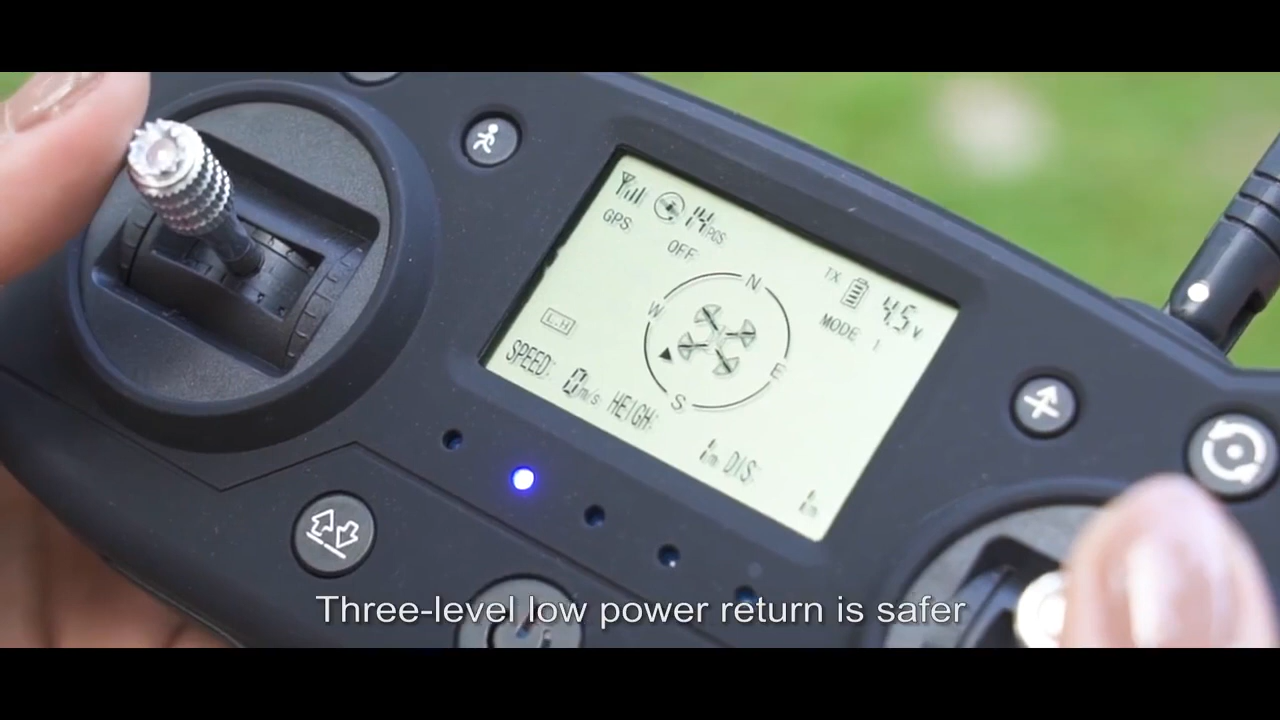 14PCS
GPS
OFF
TX 4.5V
MODE 1
N
W
E
S
L.H
SPEED: 0m/s HEIGH: 1m DIS: 1m
Three-level low power return is safer